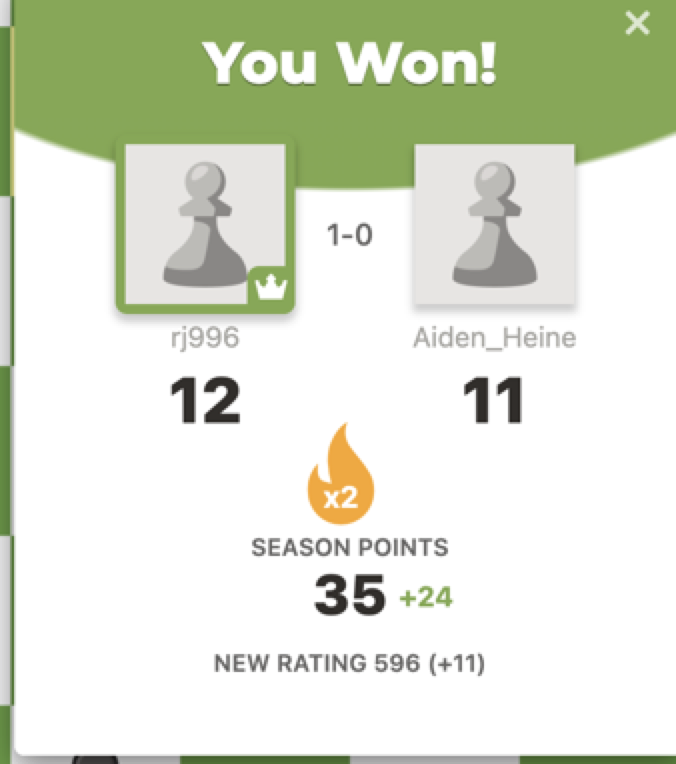 You Won!
1-0
rj996
Aiden_Heine
12
11
x2
SEASON POINTS
35 +24
NEW RATING 596 (+11)